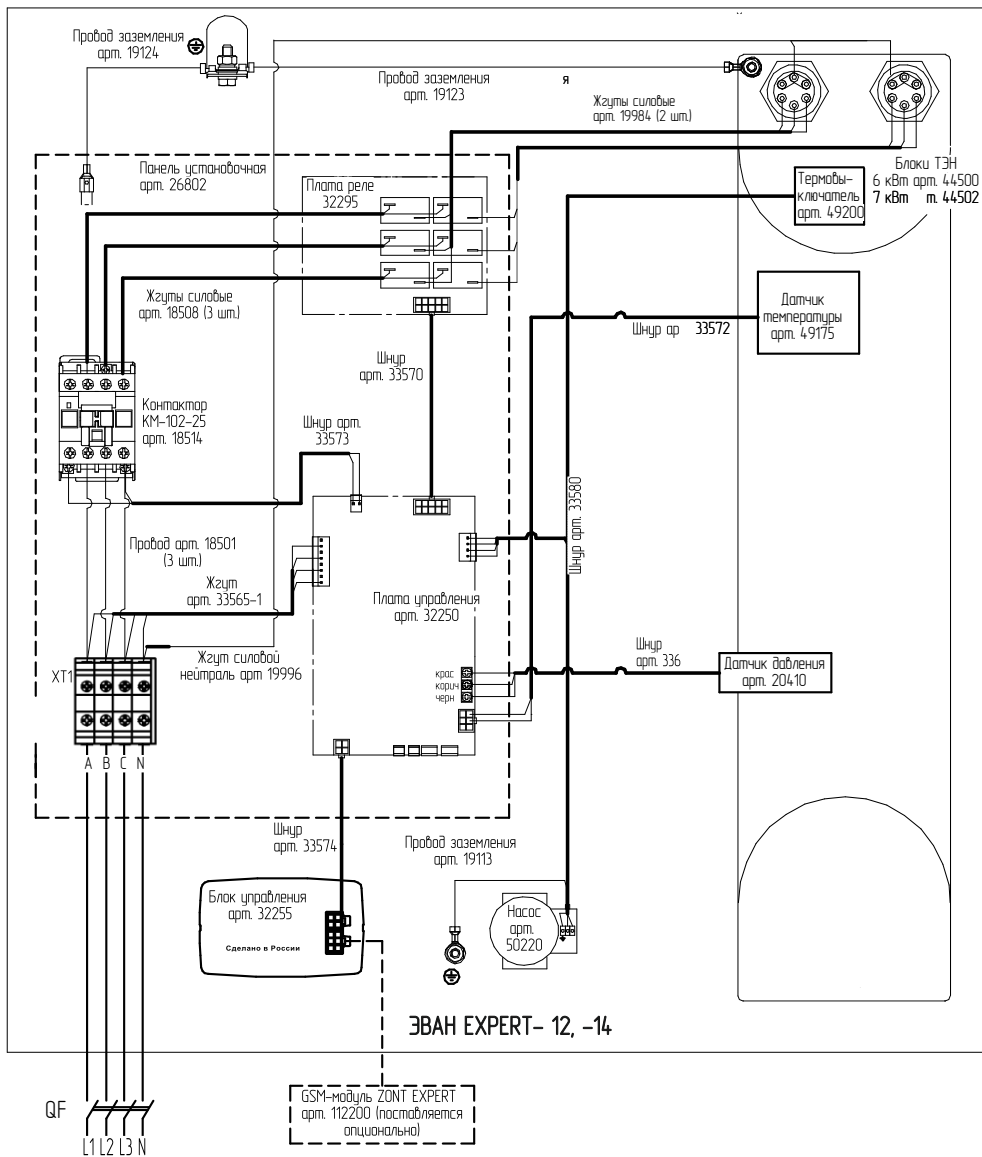 Провод заземления
арт. 19124
Провод заземления
арт. 19123
я
Жгуты силовые
арт. 19984 (2 шт.)
Панель установочная
арт. 26802
Плата реле
32295
Блоки ТЭН
6 кВт арт. 44500
7 кВт т. 44502
Термовы-
ключатель
арт. 49200
Жгуты силовые
арт. 18508 (3 шт.)
Датчик
температуры
арт. 49175
Шнур ар 33572
Шнур
арт. 33570
Контактор
КМ-102-25
арт. 18514
Шнур арт.
33573
Шнур арт. 33580
Провод арт. 18501
(3 шт.)
Жгут
арт. 33565-1
Плата управления
арт. 32250
Жгут силовой
нейтраль арт 19996
XT1
крас
корич
черн
Шнур
арт. 336
Датчик давления
арт. 20410
A B C N
Шнур
арт. 33574
Провод заземления
арт. 19113
Блок управления
арт. 32255
Сделано в России
Насос
арт.
50220
ЭВАН EXPERT- 12, -14
GSM-модуль ZONT EXPERT
арт. 112200 (поставляется
опционально)
QF
L1 L2 L3 N